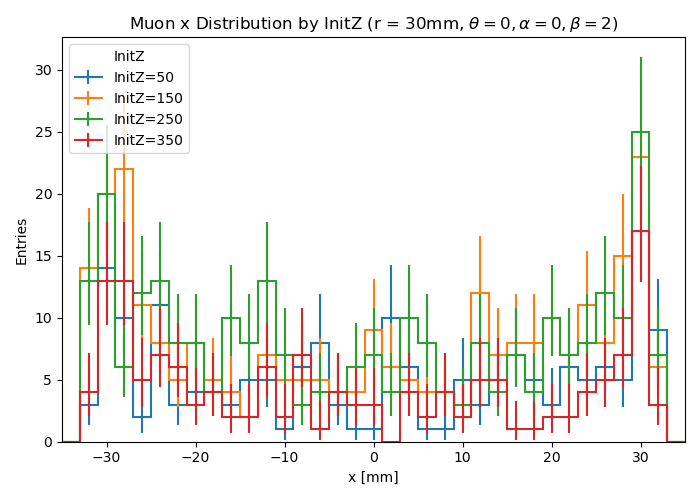 Muon x Distribution by InitZ (r = 30mm, θ = 0, α = 0, β = 2)
InitZ
InitZ=50
InitZ=150
InitZ=250
InitZ=350
Entries
30
25
20
15
10
5
0
−30 −20 −10 0 10 20 30
x [mm]